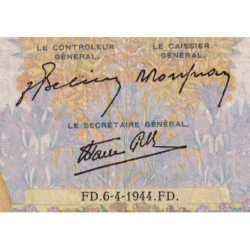 LE CONTROLEUR LE CAISSIER
GÉNÉRAL, GÉNÉRAL.
LE SECRÉTAIRE GÉNÉRAL.
FD.6-4-1944.FD.